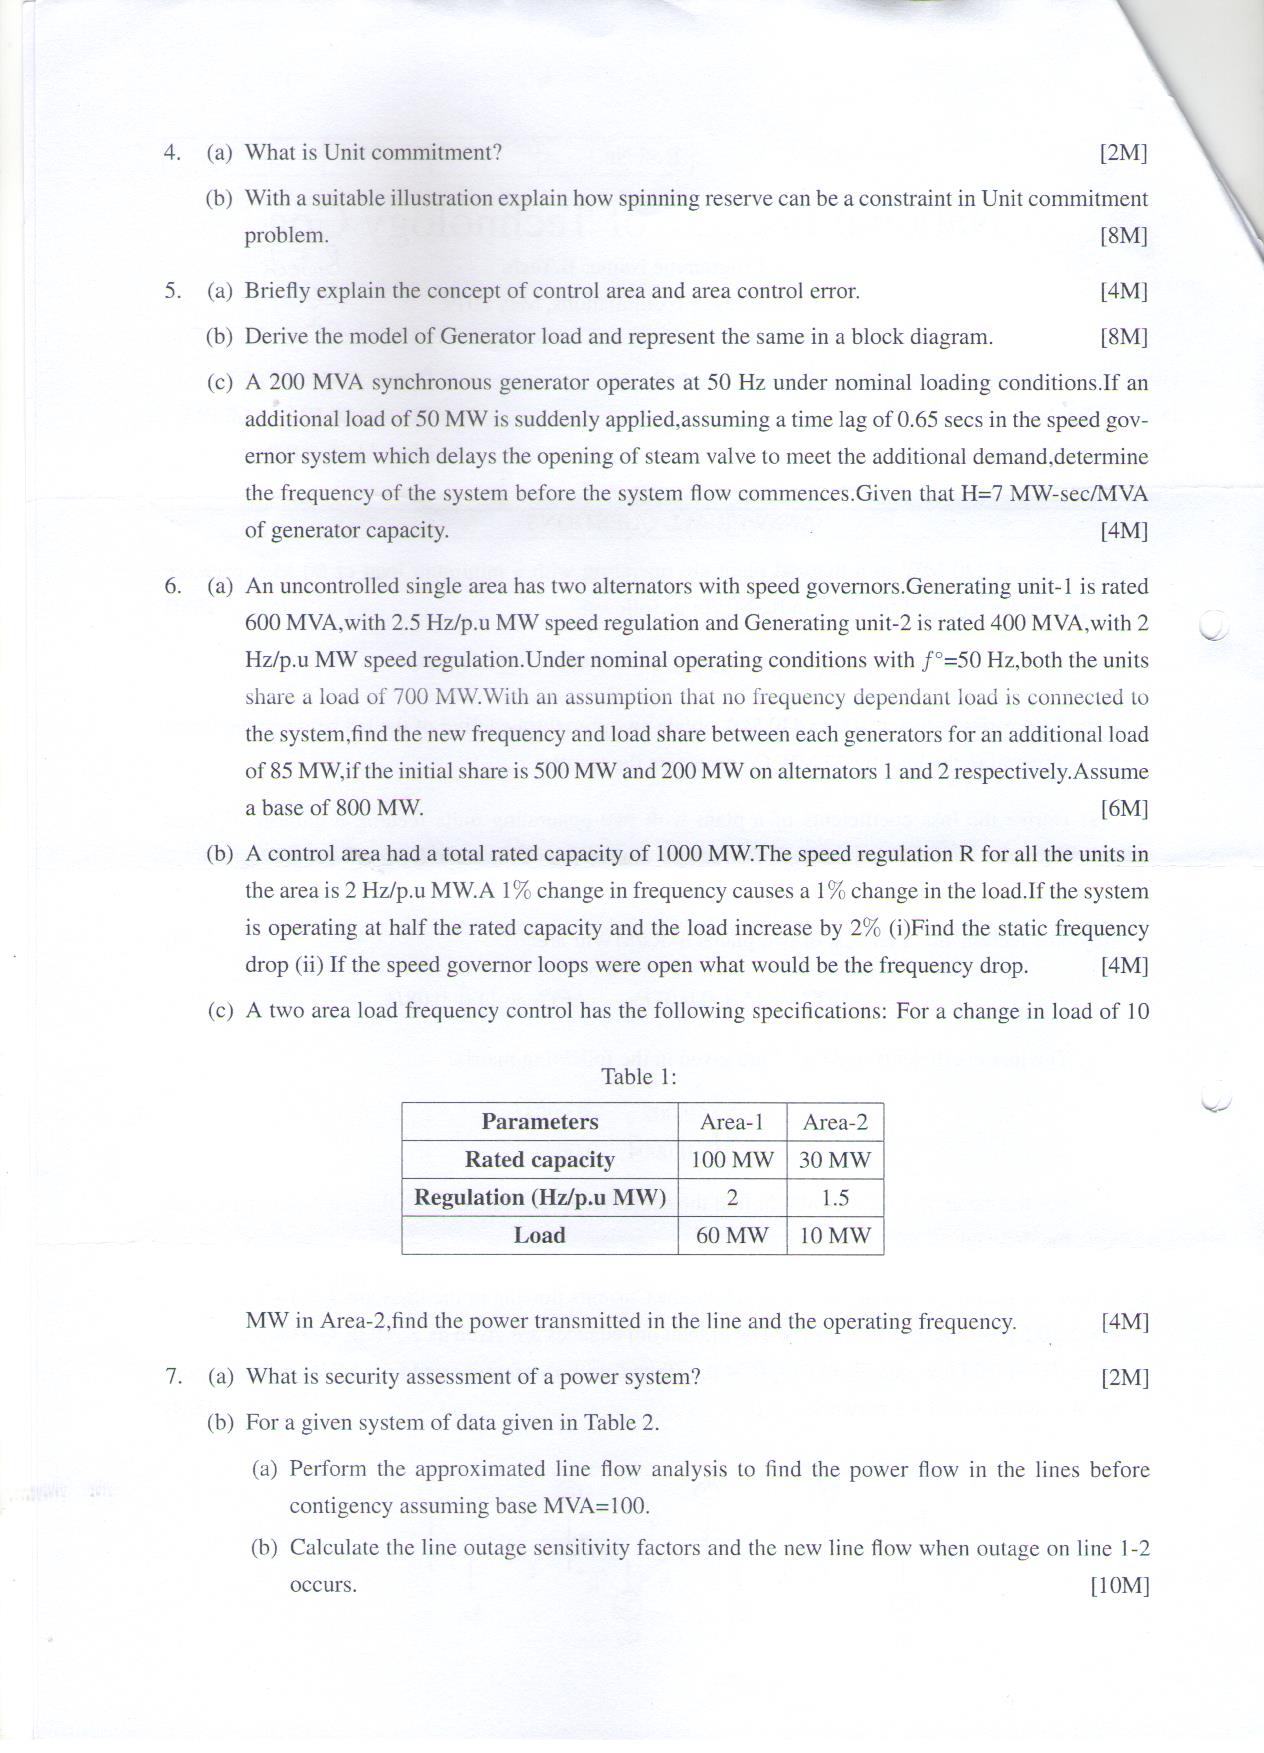 4. (a) What is Unit commitment? [2M]
(b) With a suitable illustration explain how spinning reserve can be a constraint in Unit commitment
problem. [8M]
5. (a) Briefly explain the concept of control area and area control error. [4M]
(b) Derive the model of Generator load and represent the same in a block diagram. [8M]
(c) A 200 MVA synchronous generator operates at 50 Hz under nominal loading conditions.If an
additional load of 50 MW is suddenly applied,assuming a time lag of 0.65 secs in the speed gov-
ernor system which delays the opening of steam valve to meet the additional demand,determine
the frequency of the system before the system flow commences.Given that H=7 MW-sec/MVA
of generator capacity. [4M]
6. (a) An uncontrolled single area has two alternators with speed governors.Generating unit-1 is rated
600 MVA,with 2.5 Hz/p.u MW speed regulation and Generating unit-2 is rated 400 MVA,with 2
Hz/p.u MW speed regulation.Under nominal operating conditions with f°=50 Hz,both the units
share a load of 700 MW.With an assumption that no frequency dependant load is connected to
the system,find the new frequency and load share between each generators for an additional load
of 85 MW,if the initial share is 500 MW and 200 MW on alternators 1 and 2 respectively.Assume
a base of 800 MW. [6M]
(b) A control area had a total rated capacity of 1000 MW.The speed regulation R for all the units in
the area is 2 Hz/p.u MW.A 1% change in frequency causes a 1% change in the load.If the system
is operating at half the rated capacity and the load increase by 2% (i)Find the static frequency
drop (ii) If the speed governor loops were open what would be the frequency drop. [4M]
(c) A two area load frequency control has the following specifications: For a change in load of 10
Table 1:
Parameters Area-1 Area-2
Rated capacity 100 MW 30 MW
Regulation (Hz/p.u MW) 2 1.5
Load 60 MW 10 MW
MW in Area-2,find the power transmitted in the line and the operating frequency. [4M]
7. (a) What is security assessment of a power system? [2M]
(b) For a given system of data given in Table 2.
(a) Perform the approximated line flow analysis to find the power flow in the lines before
contigency assuming base MVA=100.
(b) Calculate the line outage sensitivity factors and the new line flow when outage on line 1-2
occurs. [10M]